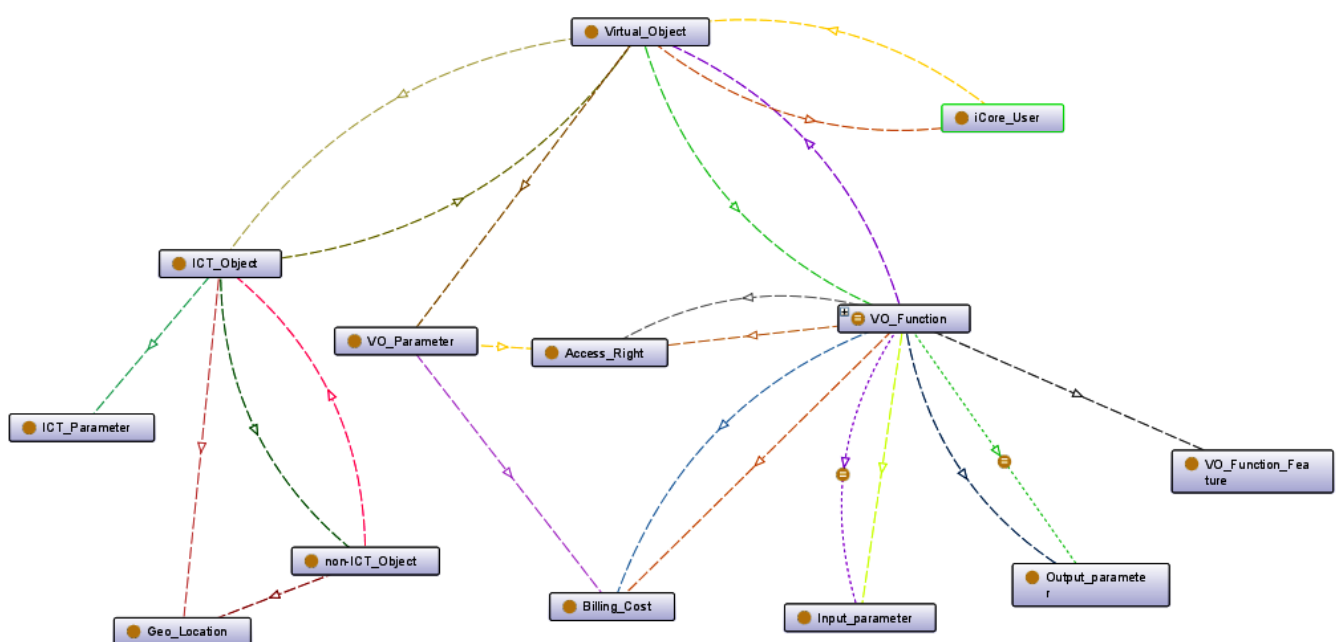 Virtual_Object
iCore_User
ICT_Object
VO_Function
VO_Parameter
Access_Right
ICT_Parameter
VO_Function_Fea
ture
non-ICT_Object
Output_paramete
r
Billing_Cost
Input_parameter
Geo_Location